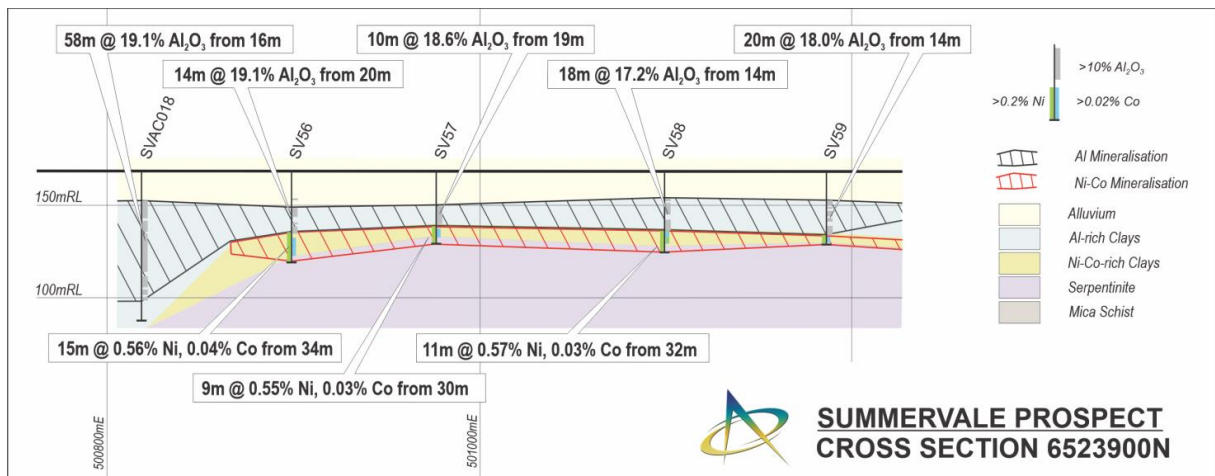 58m @ 19.1% Al₂O₃ from 16m
14m @ 19.1% Al₂O₃ from 20m
10m @ 18.6% Al₂O₃ from 19m
18m @ 17.2% Al₂O₃ from 14m
20m @ 18.0% Al₂O₃ from 14m
SVAC018
SV56
SV57
SV58
SV59
150mRL
100mRL
15m @ 0.56% Ni, 0.04% Co from 34m
9m @ 0.55% Ni, 0.03% Co from 30m
11m @ 0.57% Ni, 0.03% Co from 32m
500800mE
501000mE
>10% Al₂O₃
>0.2% Ni
>0.02% Co
Al Mineralisation
Ni-Co Mineralisation
Alluvium
Al-rich Clays
Ni-Co-rich Clays
Serpentinite
Mica Schist
SUMMERVALE PROSPECT
CROSS SECTION 6523900N